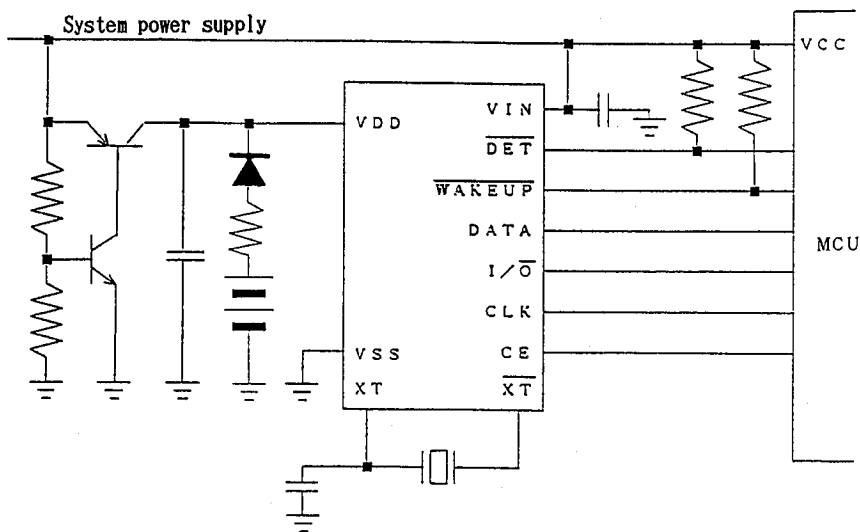 System power supply
VCC
VIN
VDD
DET
WAKEUP
DATA
MCU
I/O
CLK
VSS
CE
XT
XT